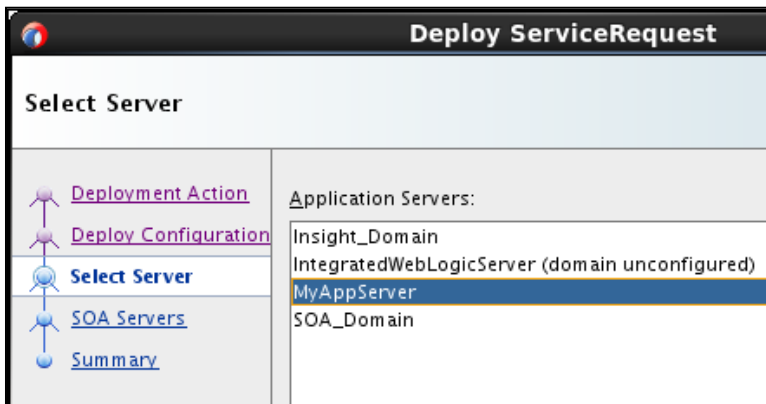 Deploy ServiceRequest
Select Server
Deployment Action
Deploy Configuration
Select Server
SOA Servers
Summary
Application Servers:
Insight_Domain
IntegratedWebLogicServer (domain unconfigured)
MyAppServer
SOA_Domain